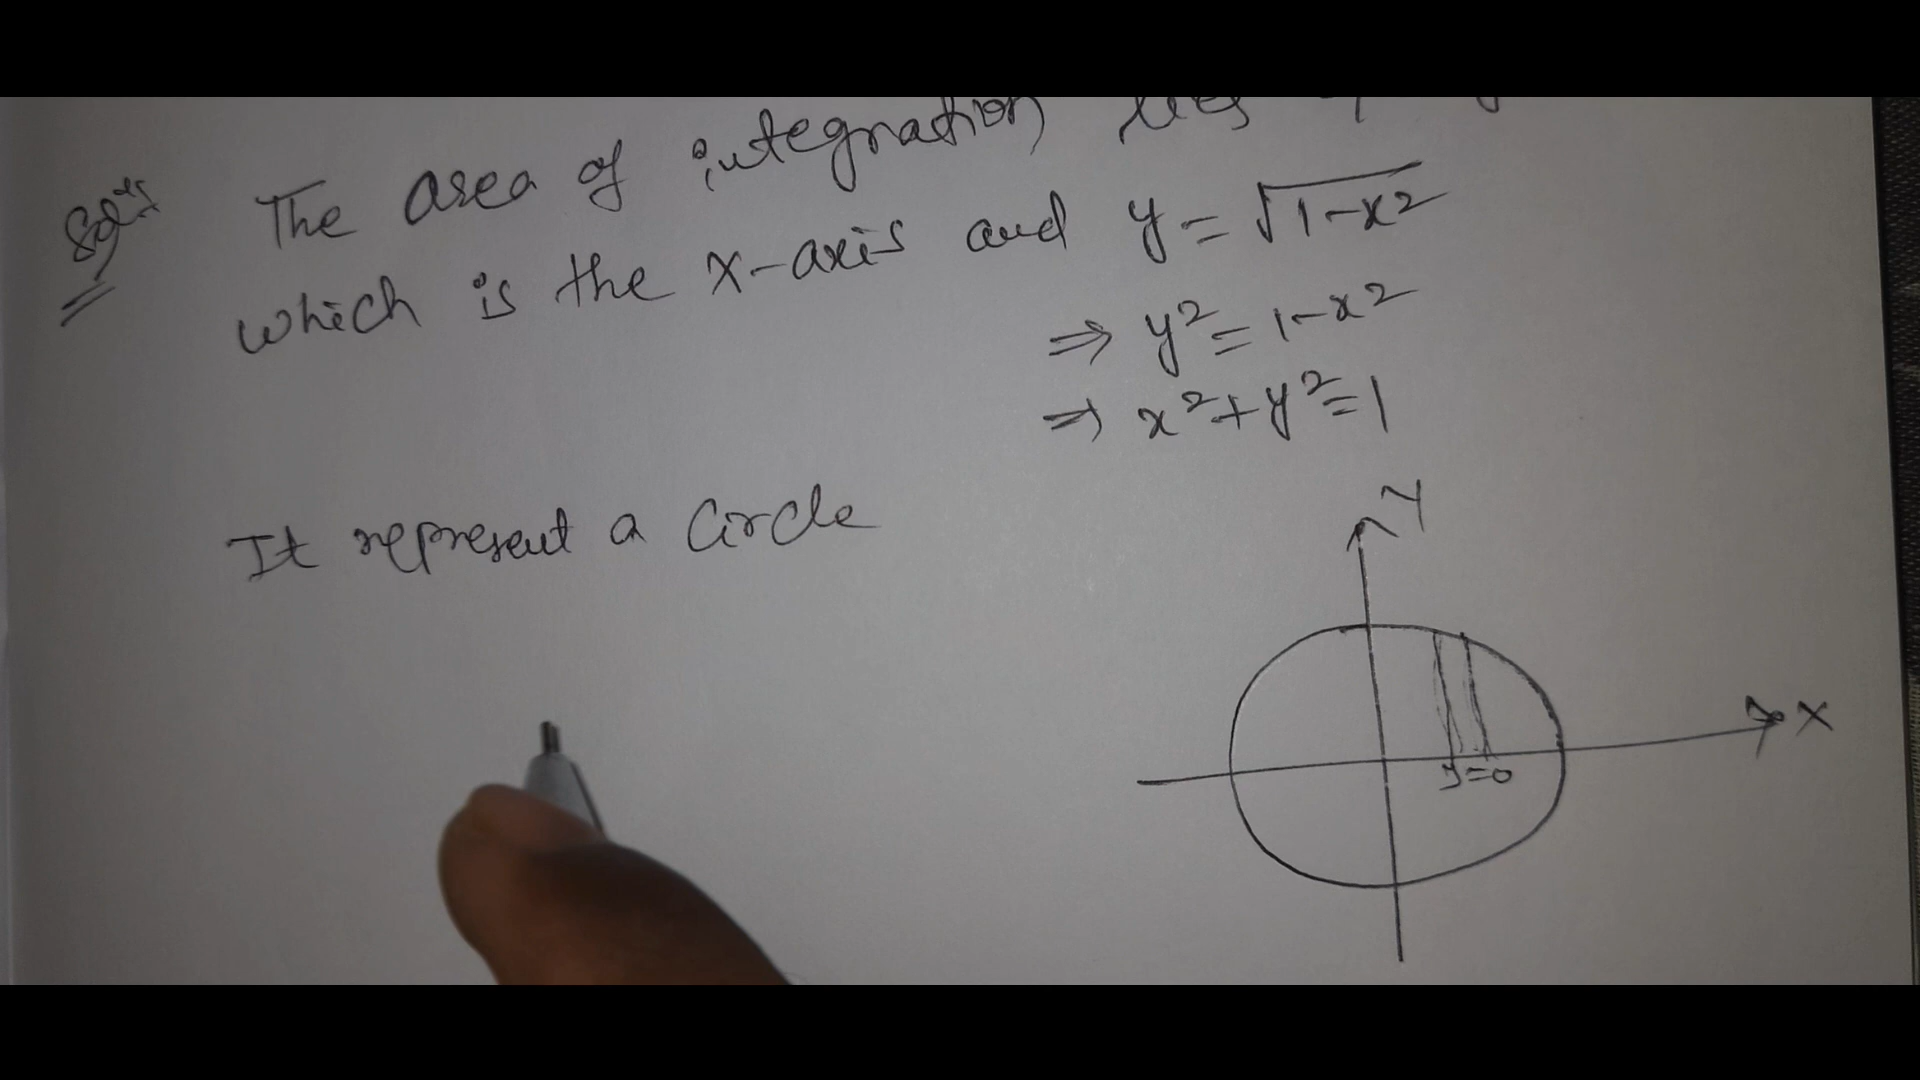 Solⁿ: The area of integration lies
which is the x-axis and y = √1-x²
⇒ y² = 1-x²
⇒ x²+y²=1
It represent a Circle
Y
X
y=0